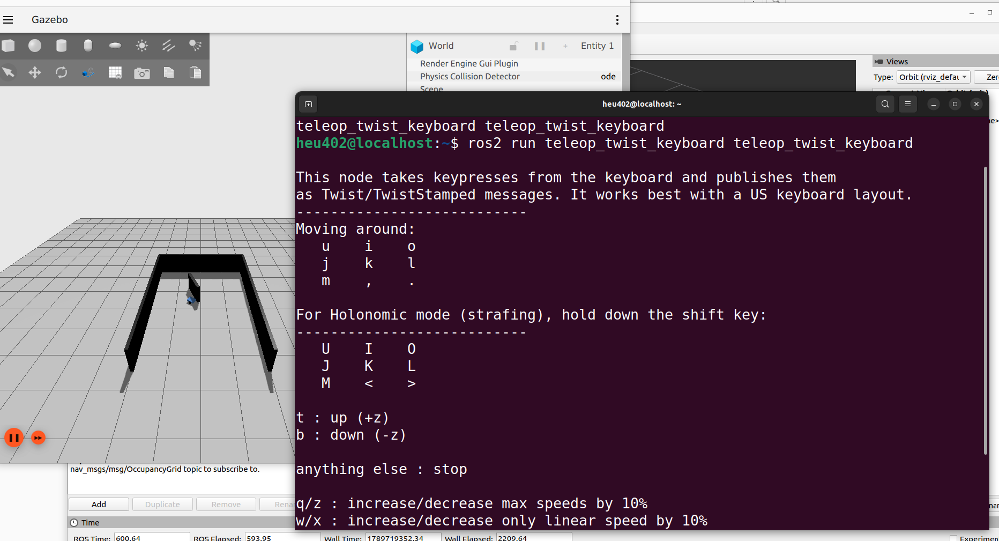 Gazebo
World
Entity 1
Render Engine Gui Plugin
Physics Collision Detector
ode
Scene
Views
Type:
Orbit (rviz_defau
Zero
heu402@localhost: ~
teleop_twist_keyboard teleop_twist_keyboard
heu402@localhost:~$ ros2 run teleop_twist_keyboard teleop_twist_keyboard
This node takes keypresses from the keyboard and publishes them
as Twist/TwistStamped messages. It works best with a US keyboard layout.
---------------------------
Moving around:
u i o
j k l
m , .
For Holonomic mode (strafing), hold down the shift key:
---------------------------
U I O
J K L
M < >
t : up (+z)
b : down (-z)
anything else : stop
q/z : increase/decrease max speeds by 10%
w/x : increase/decrease only linear speed by 10%
nav_msgs/msg/OccupancyGrid topic to subscribe to.
Add
Duplicate
Remove
Time
ROS Time: 600.64
ROS Elapsed: 593.95
Wall Time: 1789719352.34
Wall Elapsed: 2209.64